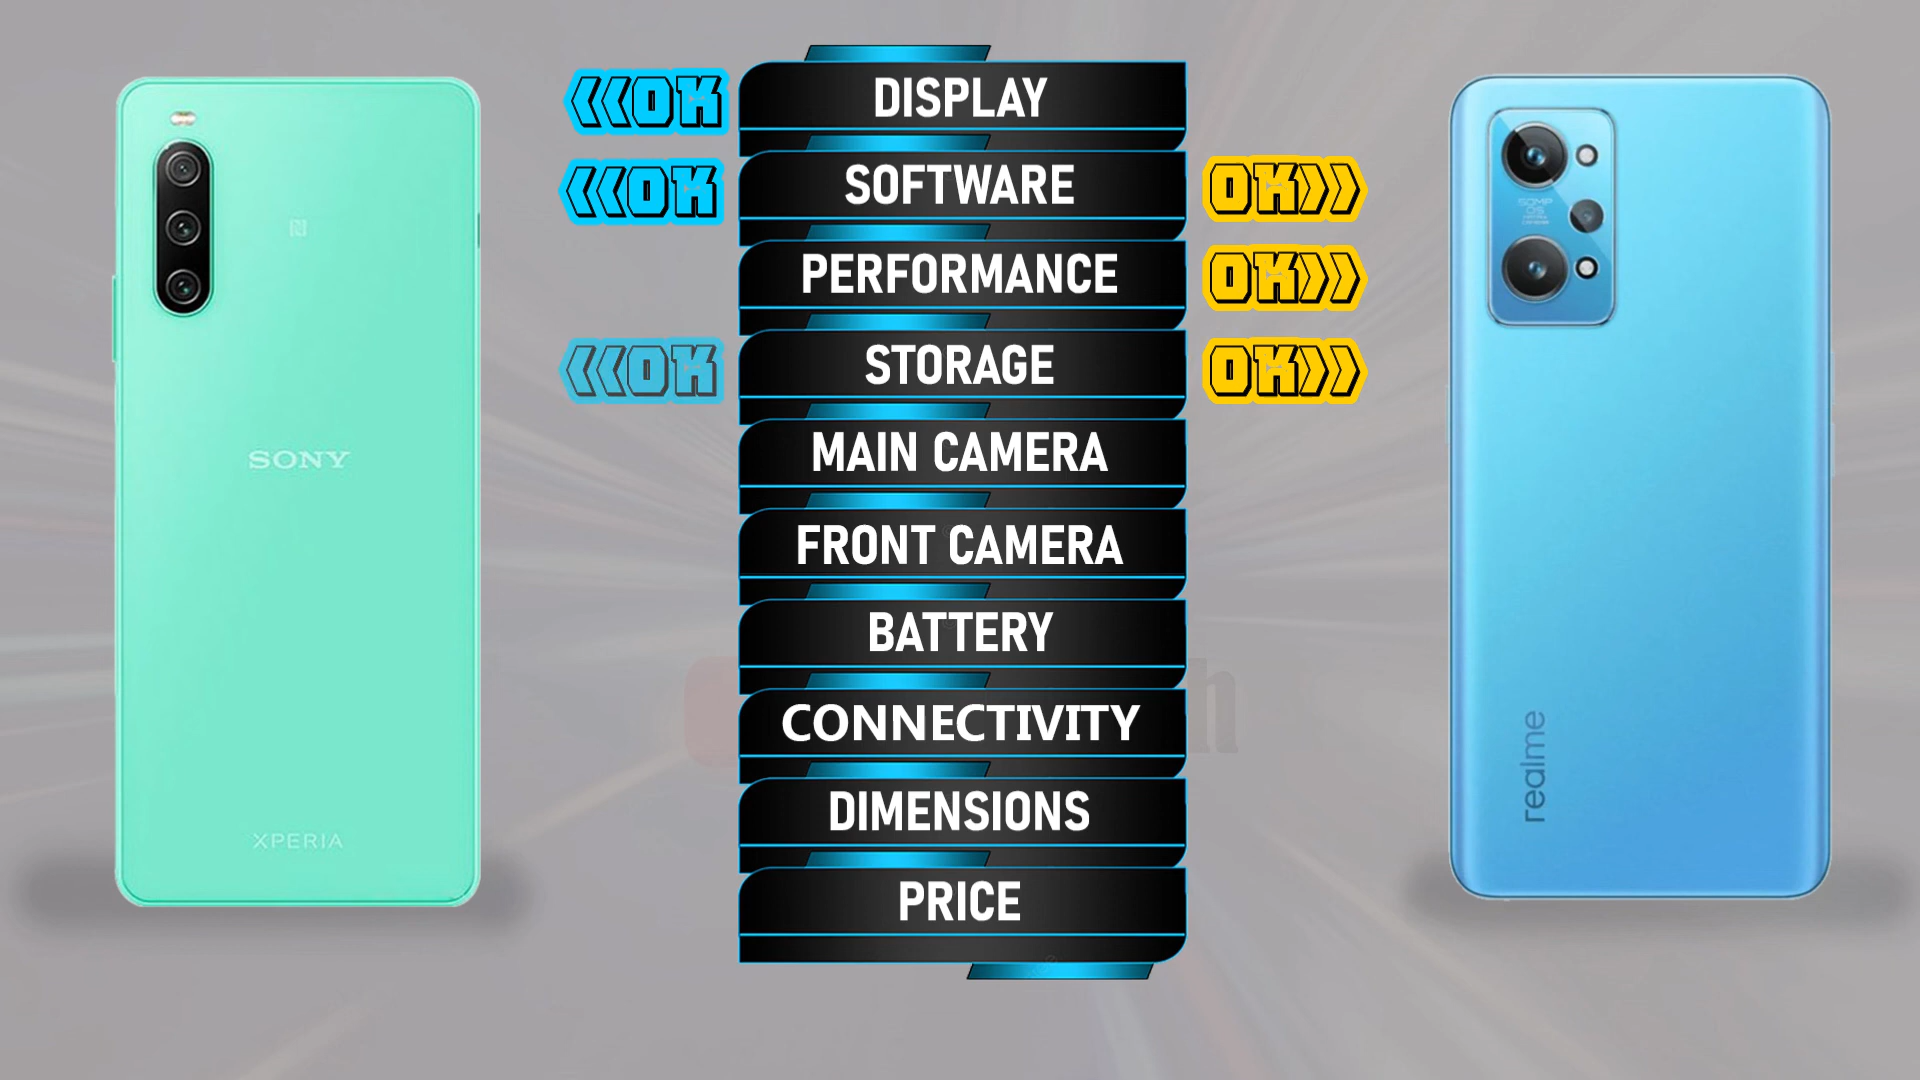 <<OK DISPLAY
<<OK SOFTWARE OK>>
PERFORMANCE OK>>
<<OK STORAGE OK>>
MAIN CAMERA
FRONT CAMERA
BATTERY
CONNECTIVITY
DIMENSIONS
PRICE
SONY
XPERIA
50MP
realme